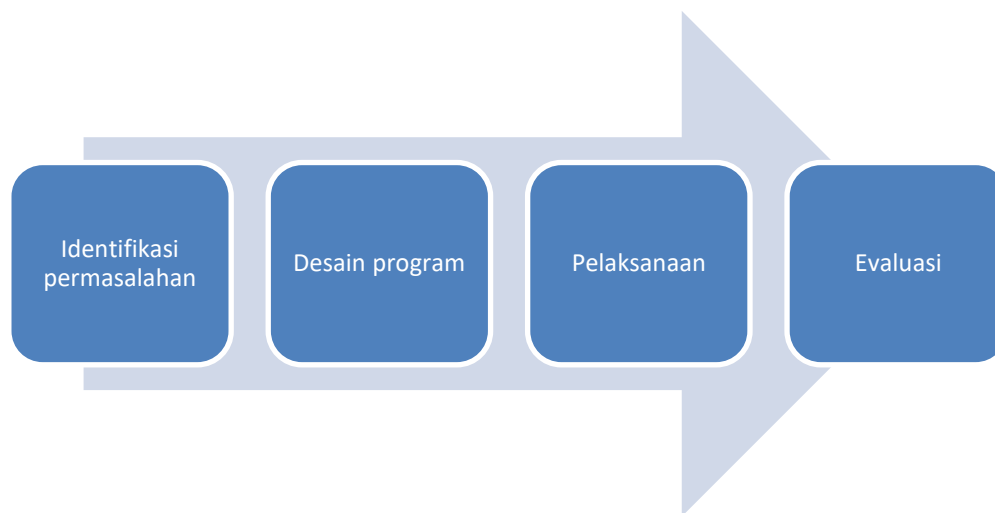 Identifikasi
permasalahan
Desain program
Pelaksanaan
Evaluasi